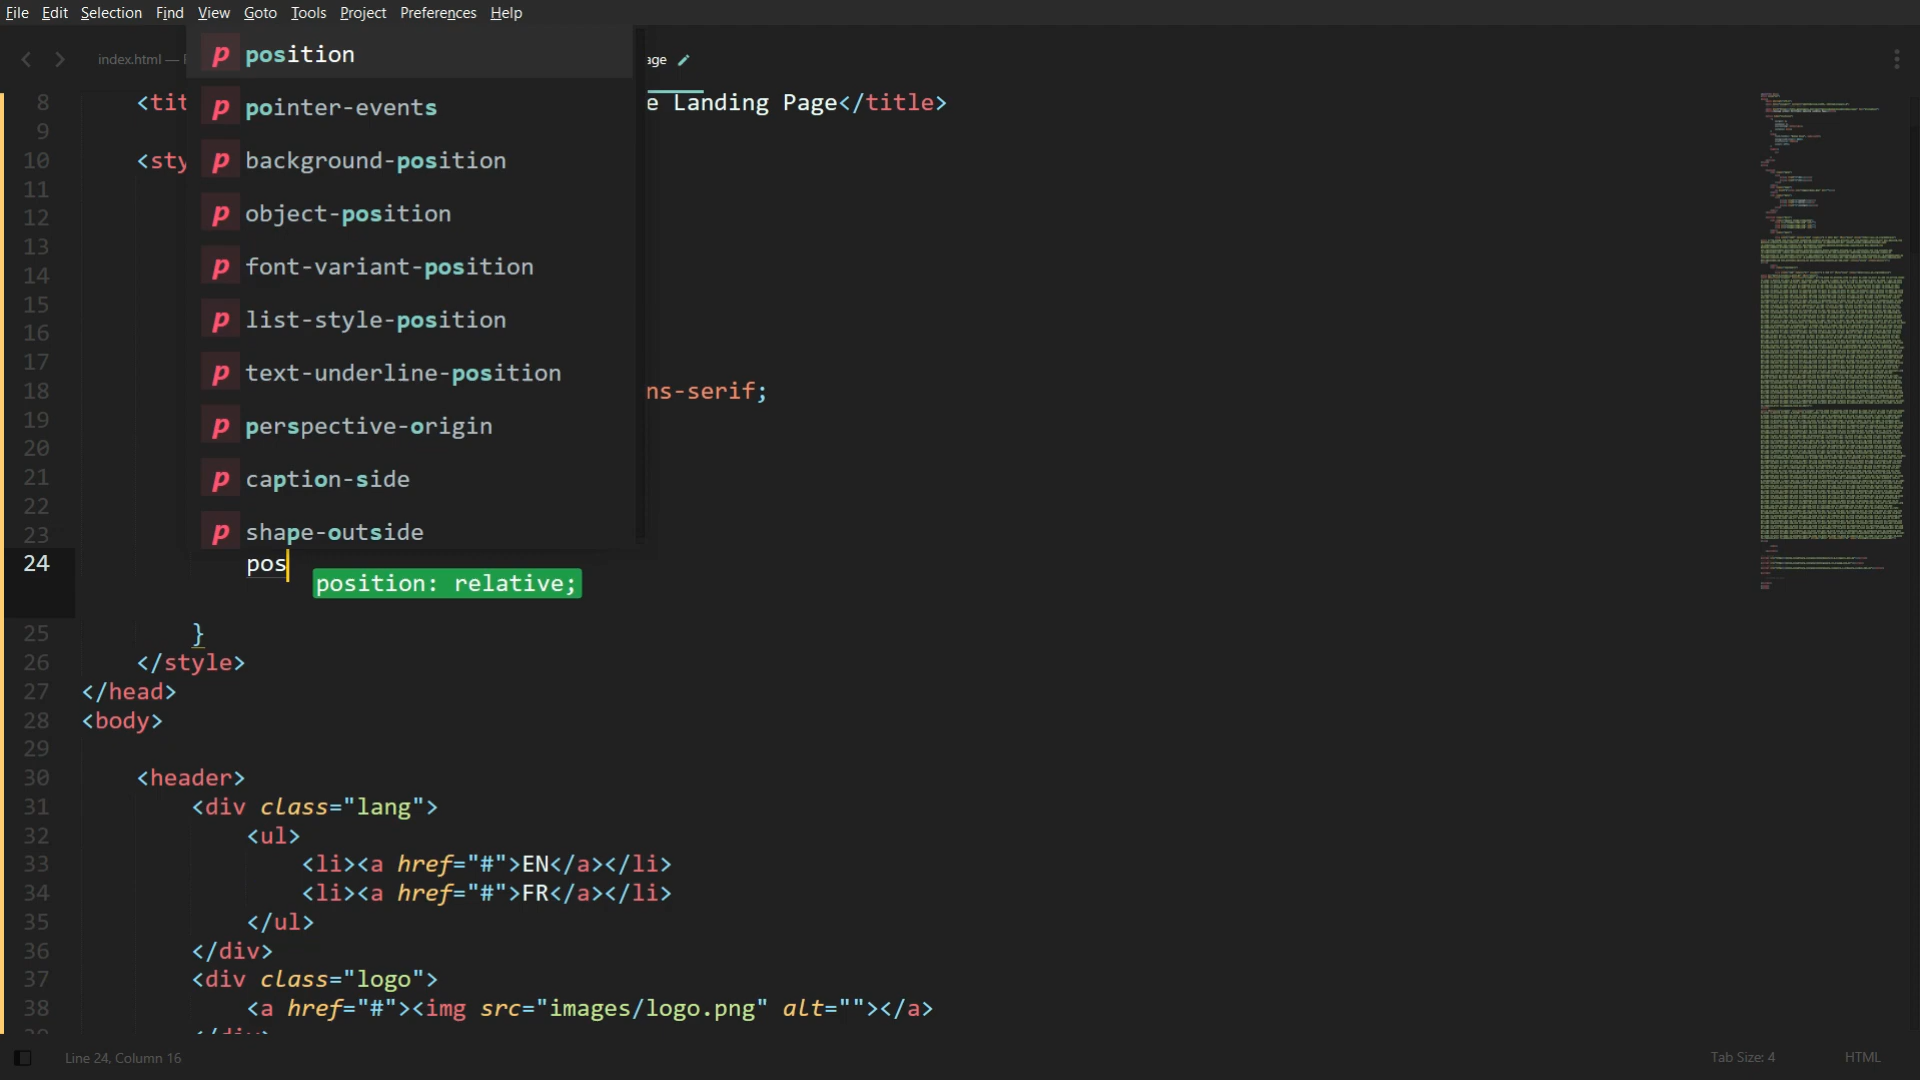 File Edit Selection Find View Goto Tools Project Preferences Help
index.html —
age
p position
p pointer-events
p background-position
p object-position
p font-variant-position
p list-style-position
p text-underline-position
p perspective-origin
p caption-side
p shape-outside
8 <tit e Landing Page</title>
9
10 <sty
11
12
13
14
15
16
17
18 ns-serif;
19
20
21
22
23
24 pos
position: relative;
25 }
26 </style>
27 </head>
28 <body>
29
30 <header>
31 <div class="lang">
32 <ul>
33 <li><a href="#">EN</a></li>
34 <li><a href="#">FR</a></li>
35 </ul>
36 </div>
37 <div class="logo">
38 <a href="#"><img src="images/logo.png" alt=""></a>
Line 24, Column 16
Tab Size: 4 HTML